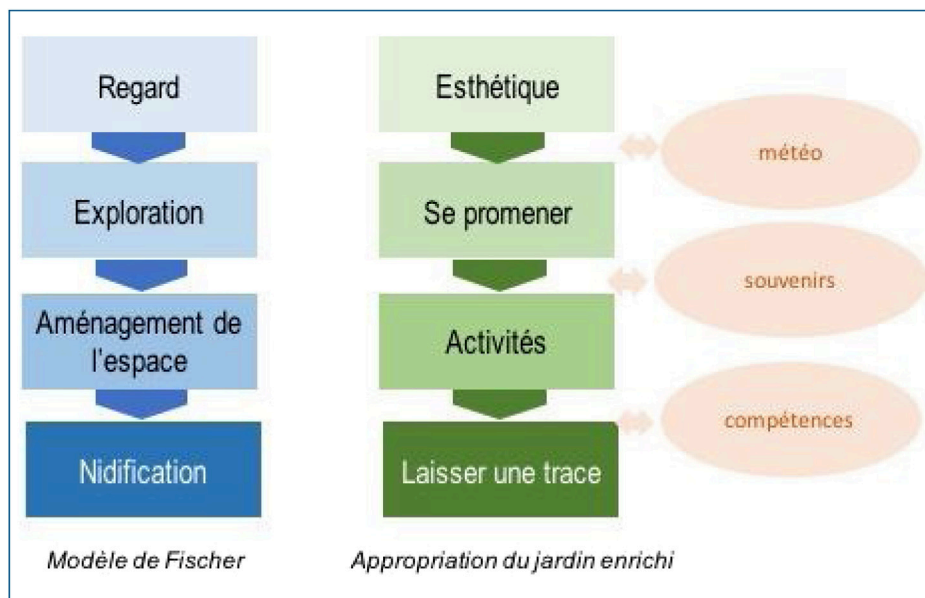 Regard
Exploration
Aménagement de
l'espace
Nidification
Modèle de Fischer
Esthétique
Se promener
Activités
Laisser une trace
Appropriation du jardin enrichi
météo
souvenirs
compétences